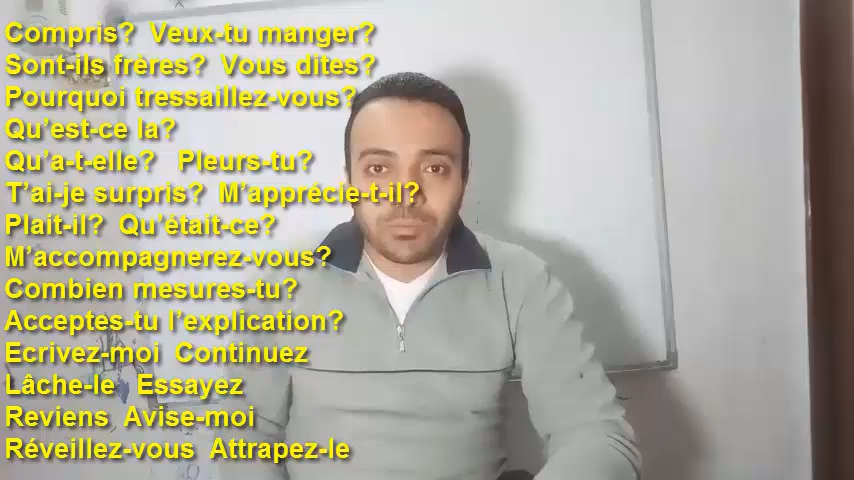 Compris?  Veux-tu manger?
Sont-ils frères?  Vous dites?
Pourquoi tressaillez-vous?
Qu’est-ce la?
Qu’a-t-elle?   Pleurs-tu?
T’ai-je surpris?  M’apprécie-t-il?
Plait-il?  Qu’était-ce?
M’accompagnerez-vous?
Combien mesures-tu?
Acceptes-tu l’explication?
Ecrivez-moi  Continuez
Lâche-le   Essayez
Reviens  Avise-moi
Réveillez-vous  Attrapez-le